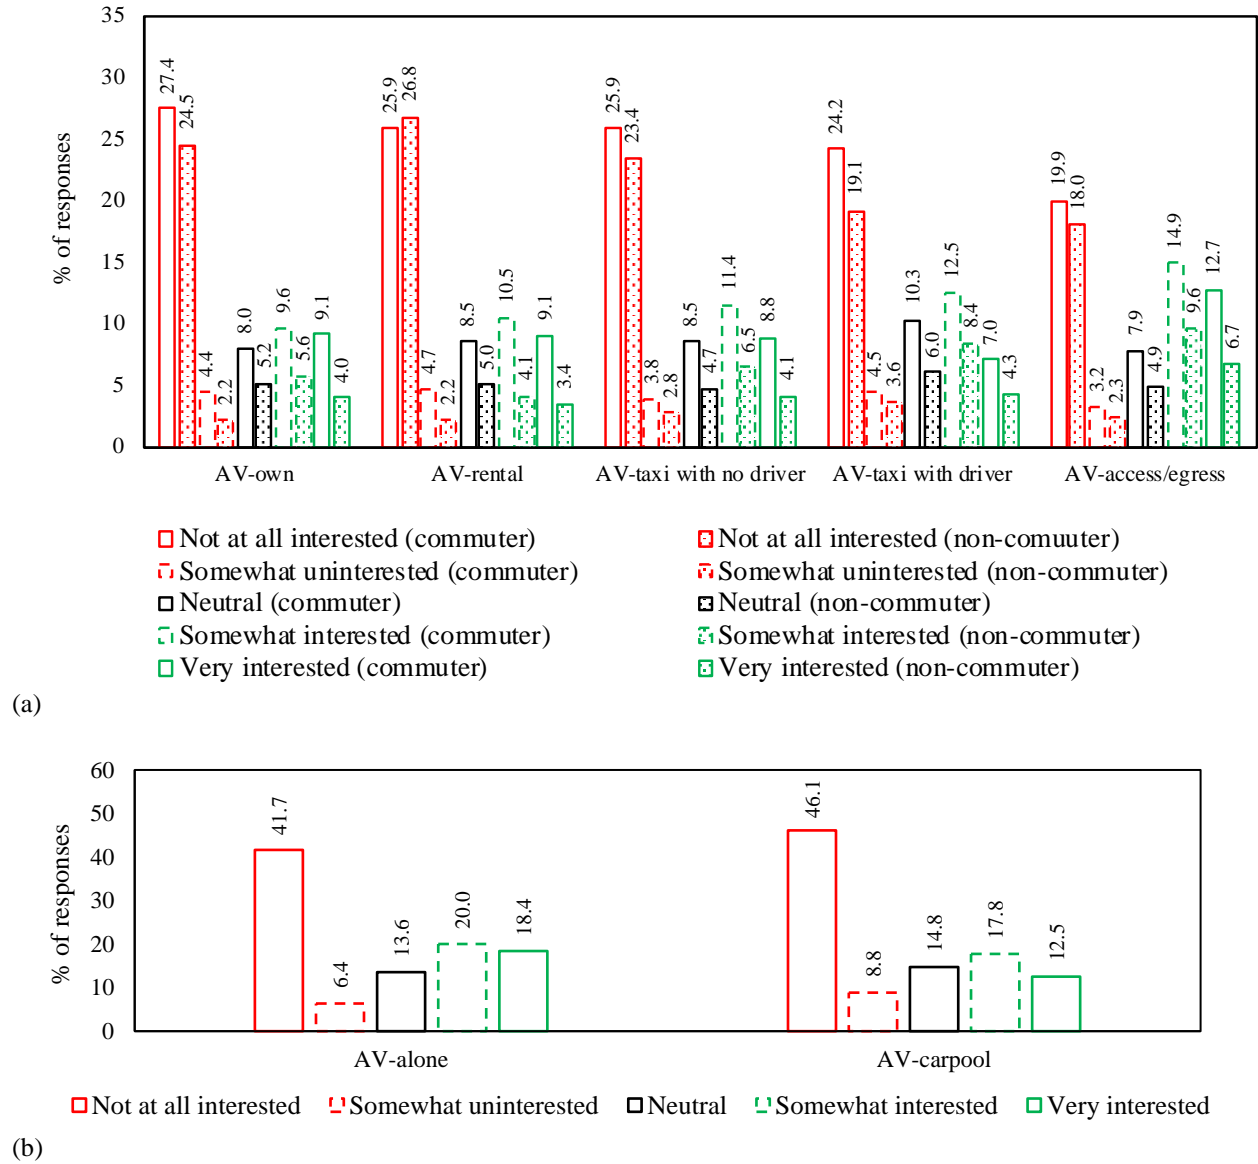 35
30
25
20
15
10
5
0
% of responses
27.4 24.5 4.4 2.2 8.0 5.2 9.6 5.6 9.1 4.0
25.9 26.8 4.7 2.2 8.5 5.0 10.5 4.1 9.1 3.4
25.9 23.4 3.8 2.8 8.5 4.7 11.4 6.5 8.8 4.1
24.2 19.1 4.5 3.6 10.3 6.0 12.5 8.4 7.0 4.3
19.9 18.0 3.2 2.3 7.9 4.9 14.9 9.6 12.7 6.7
AV-own AV-rental AV-taxi with no driver AV-taxi with driver AV-access/egress
Not at all interested (commuter) Not at all interested (non-comuuter)
Somewhat uninterested (commuter) Somewhat uninterested (non-commuter)
Neutral (commuter) Neutral (non-commuter)
Somewhat interested (commuter) Somewhat interested (non-commuter)
Very interested (commuter) Very interested (non-commuter)
(a)
60
50
40
30
20
10
0
% of responses
41.7 6.4 13.6 20.0 18.4
46.1 8.8 14.8 17.8 12.5
AV-alone AV-carpool
Not at all interested Somewhat uninterested Neutral Somewhat interested Very interested
(b)